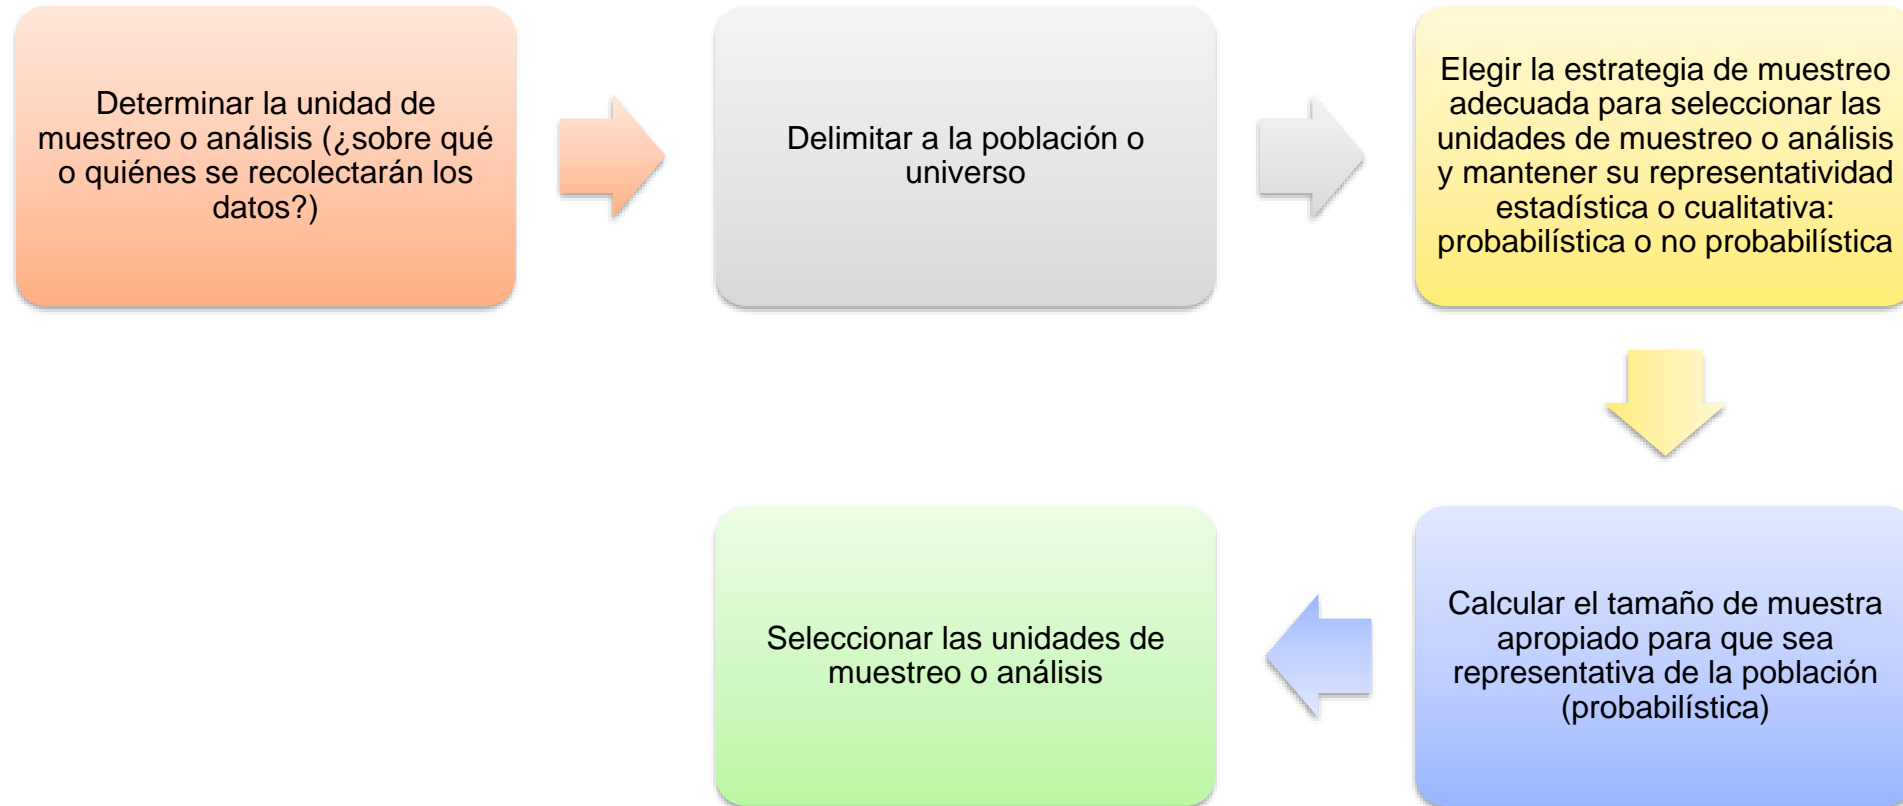 Determinar la unidad de
muestreo o análisis (¿sobre qué
o quiénes se recolectarán los
datos?)
Delimitar a la población o
universo
Elegir la estrategia de muestreo
adecuada para seleccionar las
unidades de muestreo o análisis
y mantener su representatividad
estadística o cualitativa:
probabilística o no probabilística
Calcular el tamaño de muestra
apropiado para que sea
representativa de la población
(probabilística)
Seleccionar las unidades de
muestreo o análisis